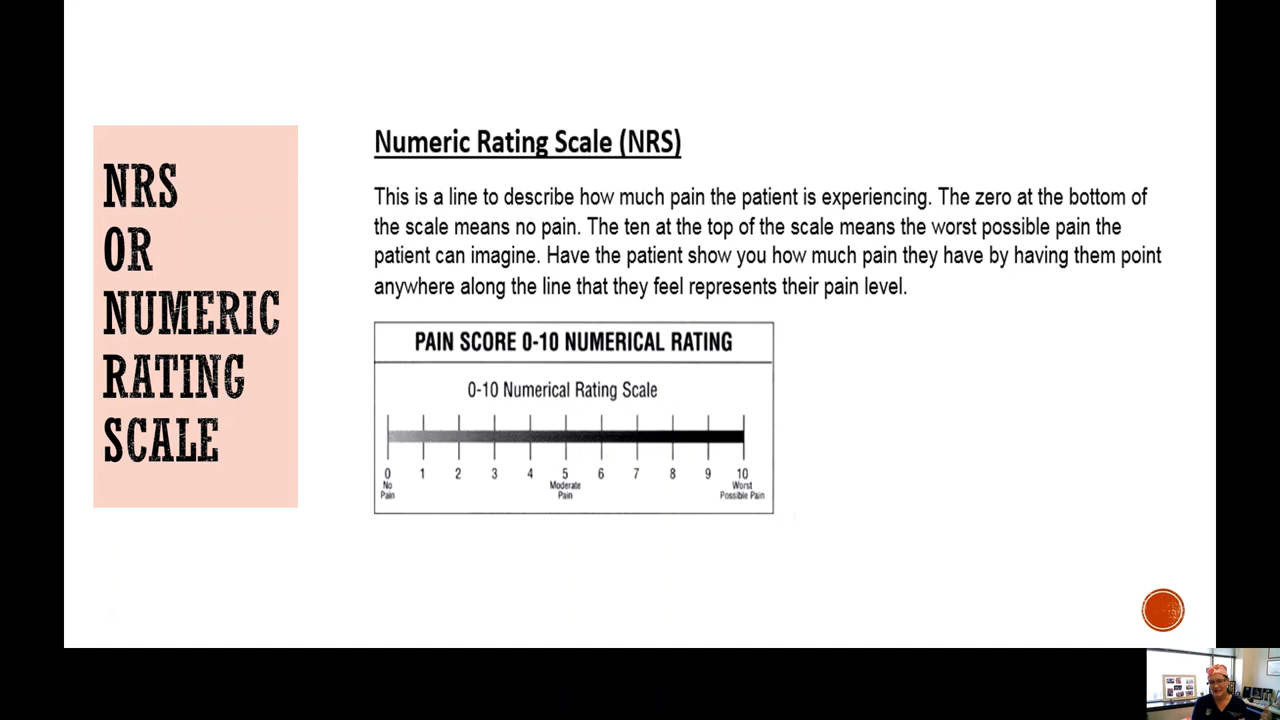 NRS
OR
NUMERIC
RATING
SCALE
Numeric Rating Scale (NRS)
This is a line to describe how much pain the patient is experiencing. The zero at the bottom of
the scale means no pain. The ten at the top of the scale means the worst possible pain the
patient can imagine. Have the patient show you how much pain they have by having them point
anywhere along the line that they feel represents their pain level.
PAIN SCORE 0-10 NUMERICAL RATING
0-10 Numerical Rating Scale
0 1 2 3 4 5 6 7 8 9 10
No Moderate Worst
Pain Pain Possible Pain